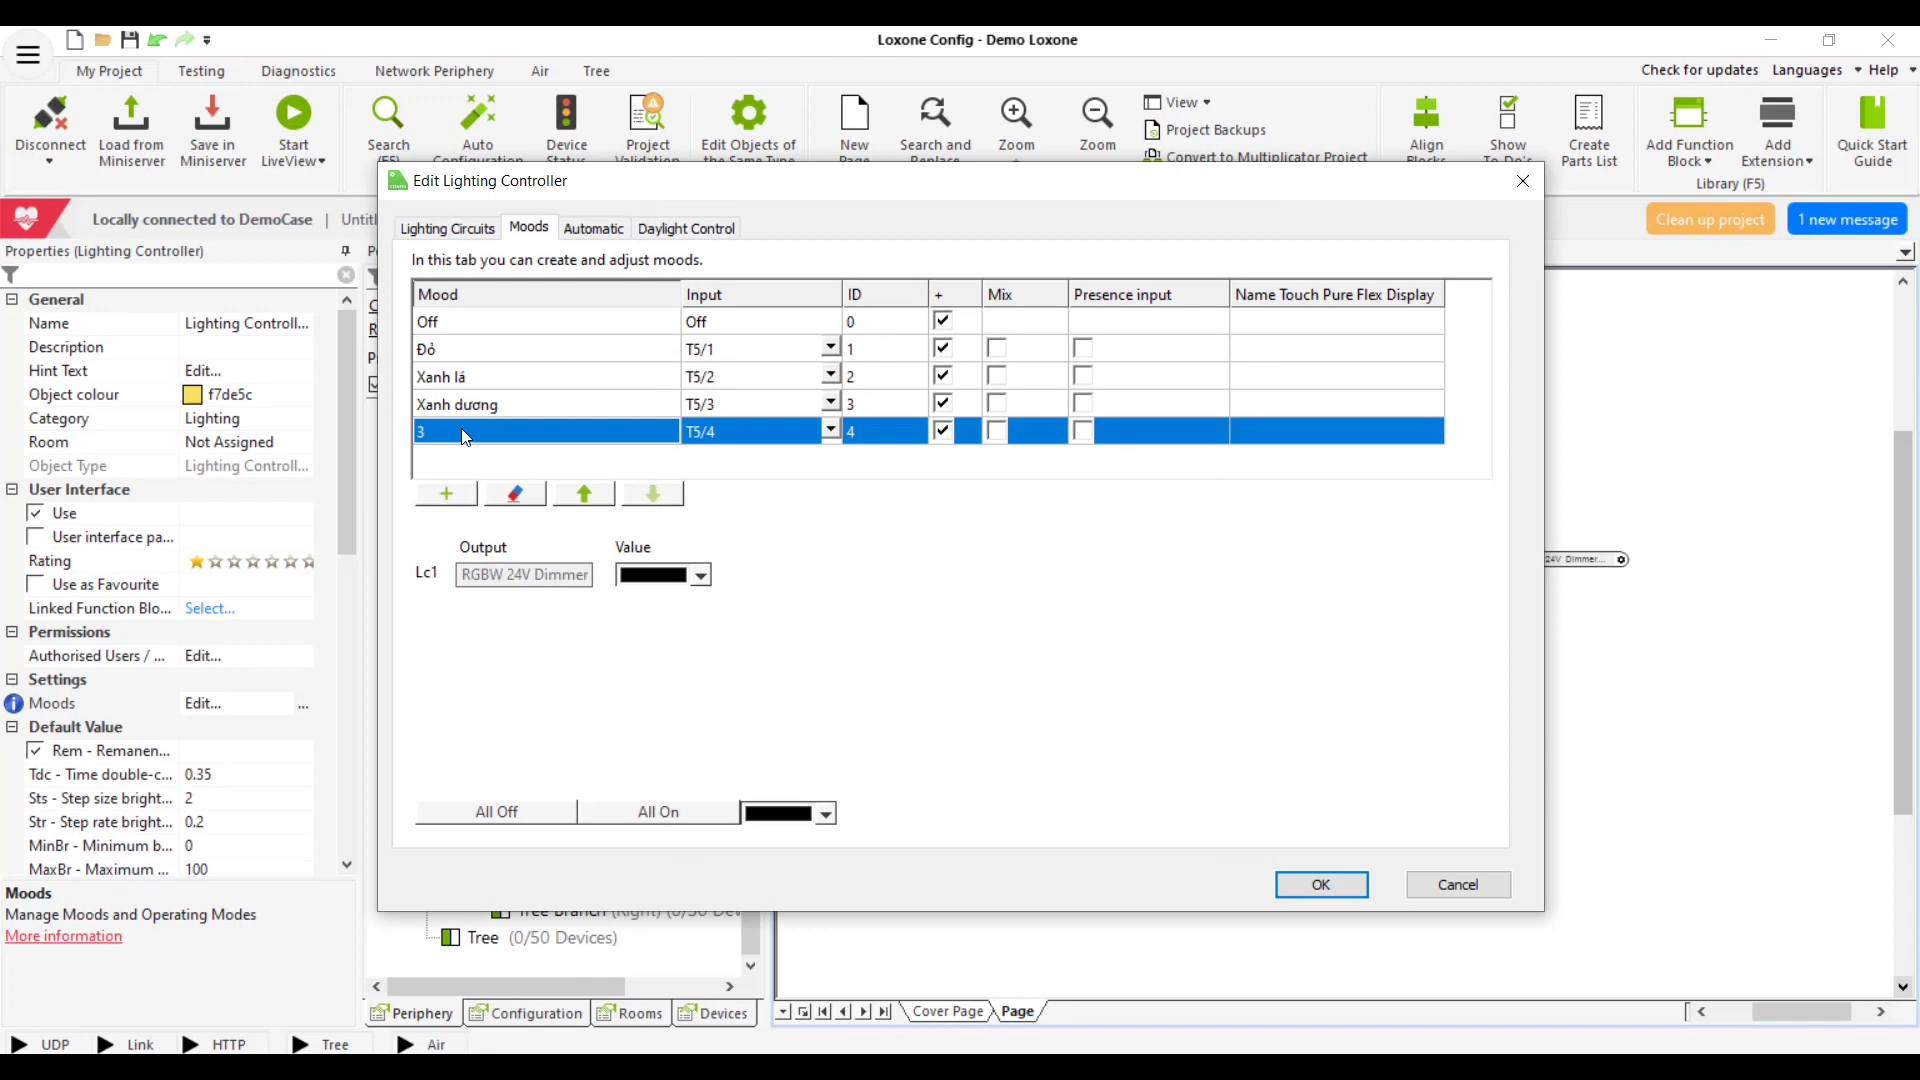 Loxone Config - Demo Loxone
My Project Testing Diagnostics Network Periphery Air Tree
Check for updates Languages Help
Disconnect
Load from
Miniserver
Save in
Miniserver
Start
LiveView
Search
(F5)
Auto
Configuration
Device
Status
Project
Validation
Edit Objects of
the Same Type
New
Page
Search and
Replace
Zoom
Zoom
View
Project Backups
Convert to Multiplicator Project
Align
Blocks
Show
To-Do's
Create
Parts List
Add Function
Block
Add
Extension
Library (F5)
Quick Start
Guide
Locally connected to DemoCase | Untitl
Clean up project 1 new message
Properties (Lighting Controller)
General
Name Lighting Controll...
Description
Hint Text Edit...
Object colour f7de5c
Category Lighting
Room Not Assigned
Object Type Lighting Controll...
User Interface
Use
User interface pa...
Rating
Use as Favourite
Linked Function Blo... Select...
Permissions
Authorised Users / ... Edit...
Settings
Moods Edit... ...
Default Value
Rem - Remanen...
Tdc - Time double-c... 0.35
Sts - Step size bright... 2
Str - Step rate bright... 0.2
MinBr - Minimum b... 0
MaxBr - Maximum ... 100
Moods
Manage Moods and Operating Modes
More information
Edit Lighting Controller
Lighting Circuits Moods Automatic Daylight Control
In this tab you can create and adjust moods.
Mood Input ID + Mix Presence input Name Touch Pure Flex Display
Off Off 0
Đỏ T5/1 1
Xanh lá T5/2 2
Xanh dương T5/3 3
3 T5/4 4
Output Value
Lc1 RGBW 24V Dimmer
All Off All On
OK Cancel
24V Dimmer...
Tree Branch (Right) (0/50 Dev
Tree (0/50 Devices)
Periphery Configuration Rooms Devices
Cover Page Page
UDP Link HTTP Tree Air